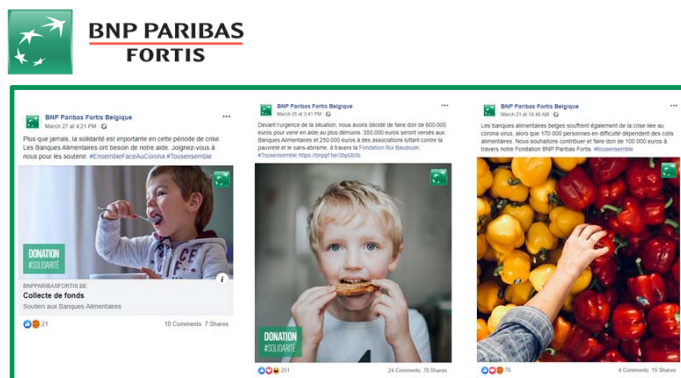 BNP PARIBAS
FORTIS
BNP Paribas Fortis Belgique
March 27 at 4:21 PM
Plus que jamais, la solidarité est importante en cette période de crise.
Les Banques Alimentaires ont besoin de notre aide. Joignez-vous à
nous pour les soutenir. #EnsembleFaceAuCorona #Tousensemble
DONATION
#SOLIDARITÉ
BNPPARIBASFORTIS.BE
Collecte de fonds
Soutien aux Banques Alimentaires
21
10 Comments 7 Shares
BNP Paribas Fortis Belgique
March 25 at 3:41 PM
Devant l'urgence de la situation, nous avons décidé de faire don de 600.000
euros pour venir en aide au plus démunis. 350 000 euros seront versés aux
Banques Alimentaires et 250 000 euros à des associations luttant contre la
pauvreté et le sans-abrisme, à travers la Fondation Roi Baudouin.
#Tousensemble
DONATION
#SOLIDARITÉ
201
24 Comments 78 Shares
BNP Paribas Fortis Belgique
March 21 at 10:46 AM
Les banques alimentaires belges souffrent également de la crise liée au
corona virus, alors que 170 000 personnes en difficulté dépendent des colis
alimentaires. Nous souhaitons contribuer et faire don de 100 000 euros à
travers notre Fondation BNP Paribas Fortis. #tousensemble
76
4 Comments 15 Shares